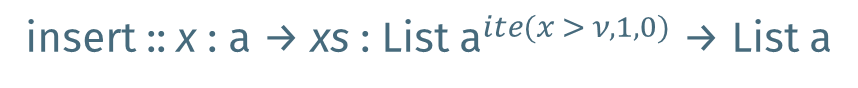 insert :: x : a → xs : List a^{ite(x > ν,1,0)} → List a